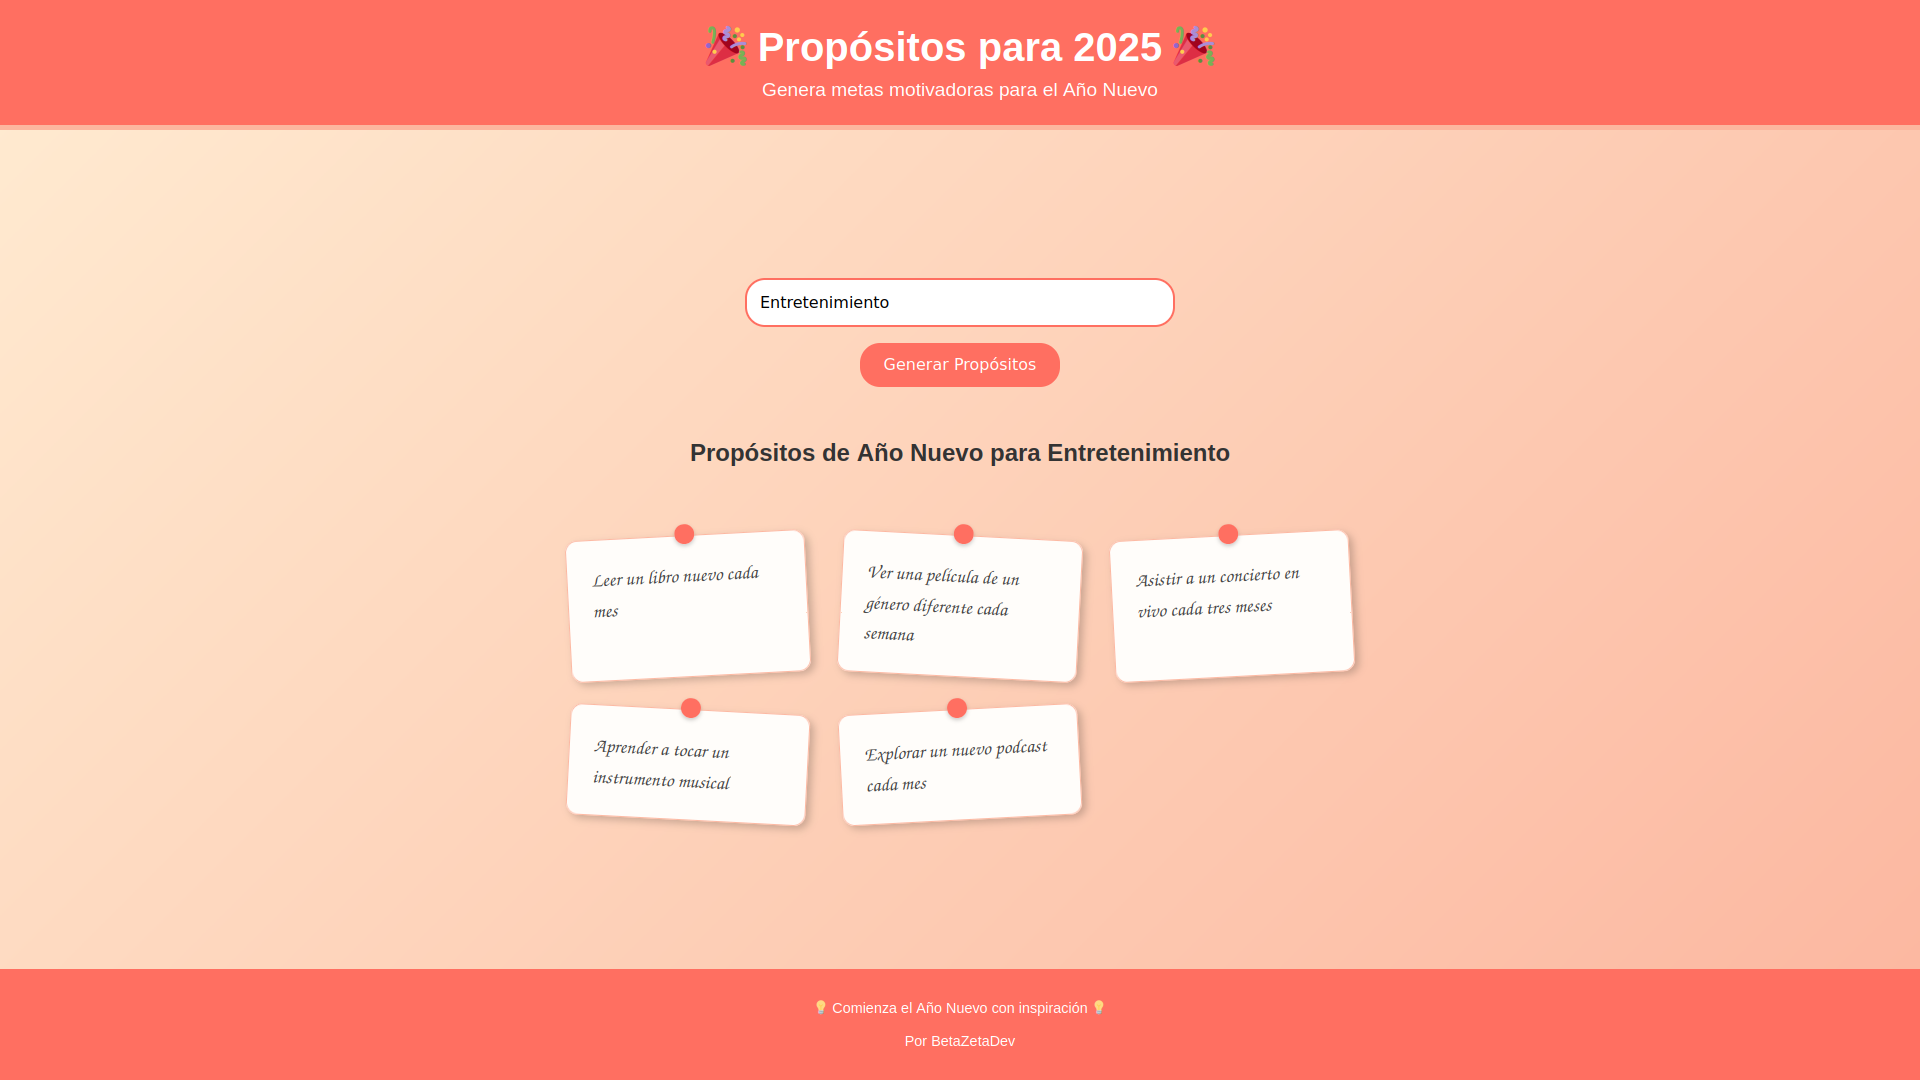 🎉 Propósitos para 2025 🎉
Genera metas motivadoras para el Año Nuevo
Entretenimiento
Generar Propósitos
Propósitos de Año Nuevo para Entretenimiento
Leer un libro nuevo cada
mes
Ver una película de un
género diferente cada
semana
Asistir a un concierto en
vivo cada tres meses
Aprender a tocar un
instrumento musical
Explorar un nuevo podcast
cada mes
💡 Comienza el Año Nuevo con inspiración 💡
Por BetaZetaDev